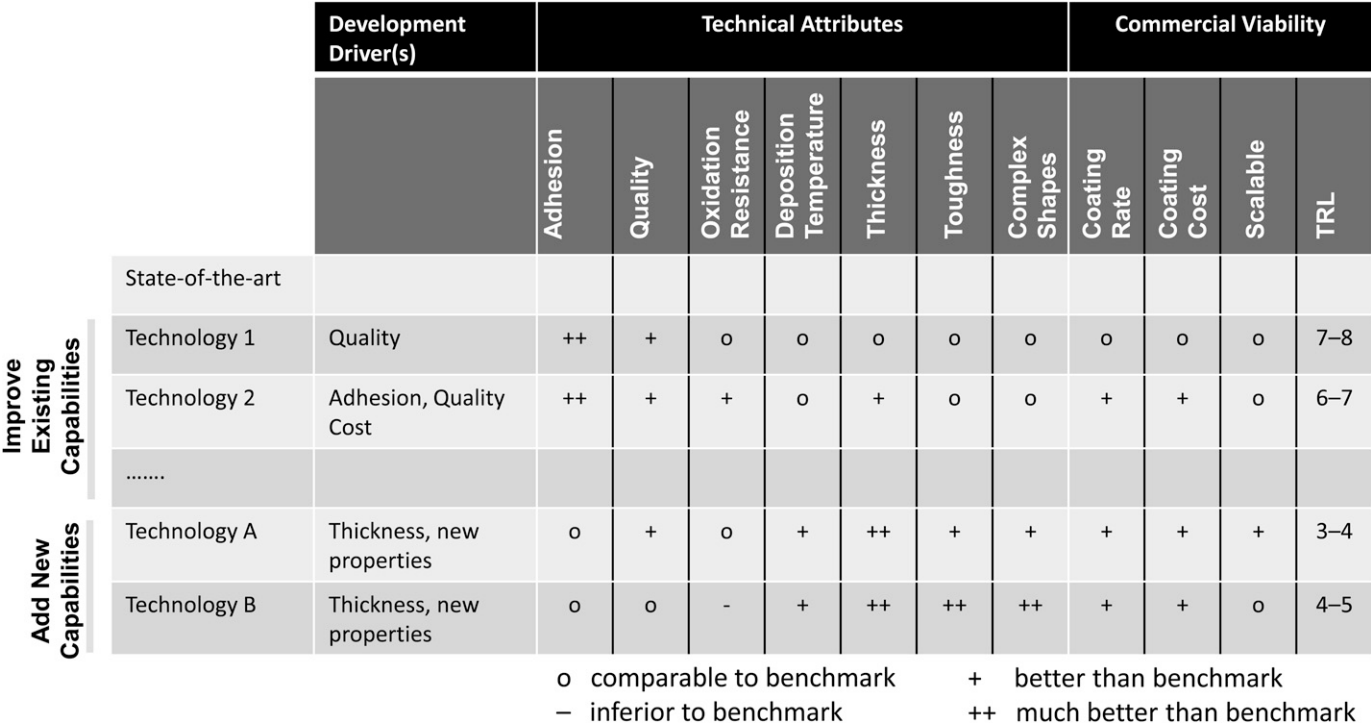 Development Driver(s) Technical Attributes Commercial Viability
Adhesion Quality Oxidation Resistance Deposition Temperature Thickness Toughness Complex Shapes Coating Rate Coating Cost Scalable TRL
State-of-the-art
Improve Existing Capabilities
Technology 1 Quality ++ + o o o o o o o o 7–8
Technology 2 Adhesion, Quality Cost ++ + + o + o o + + o 6–7
.......
Add New Capabilities
Technology A Thickness, new properties o + o + ++ + + + + + 3–4
Technology B Thickness, new properties o o - + ++ ++ ++ + + o 4–5
o comparable to benchmark + better than benchmark
– inferior to benchmark ++ much better than benchmark